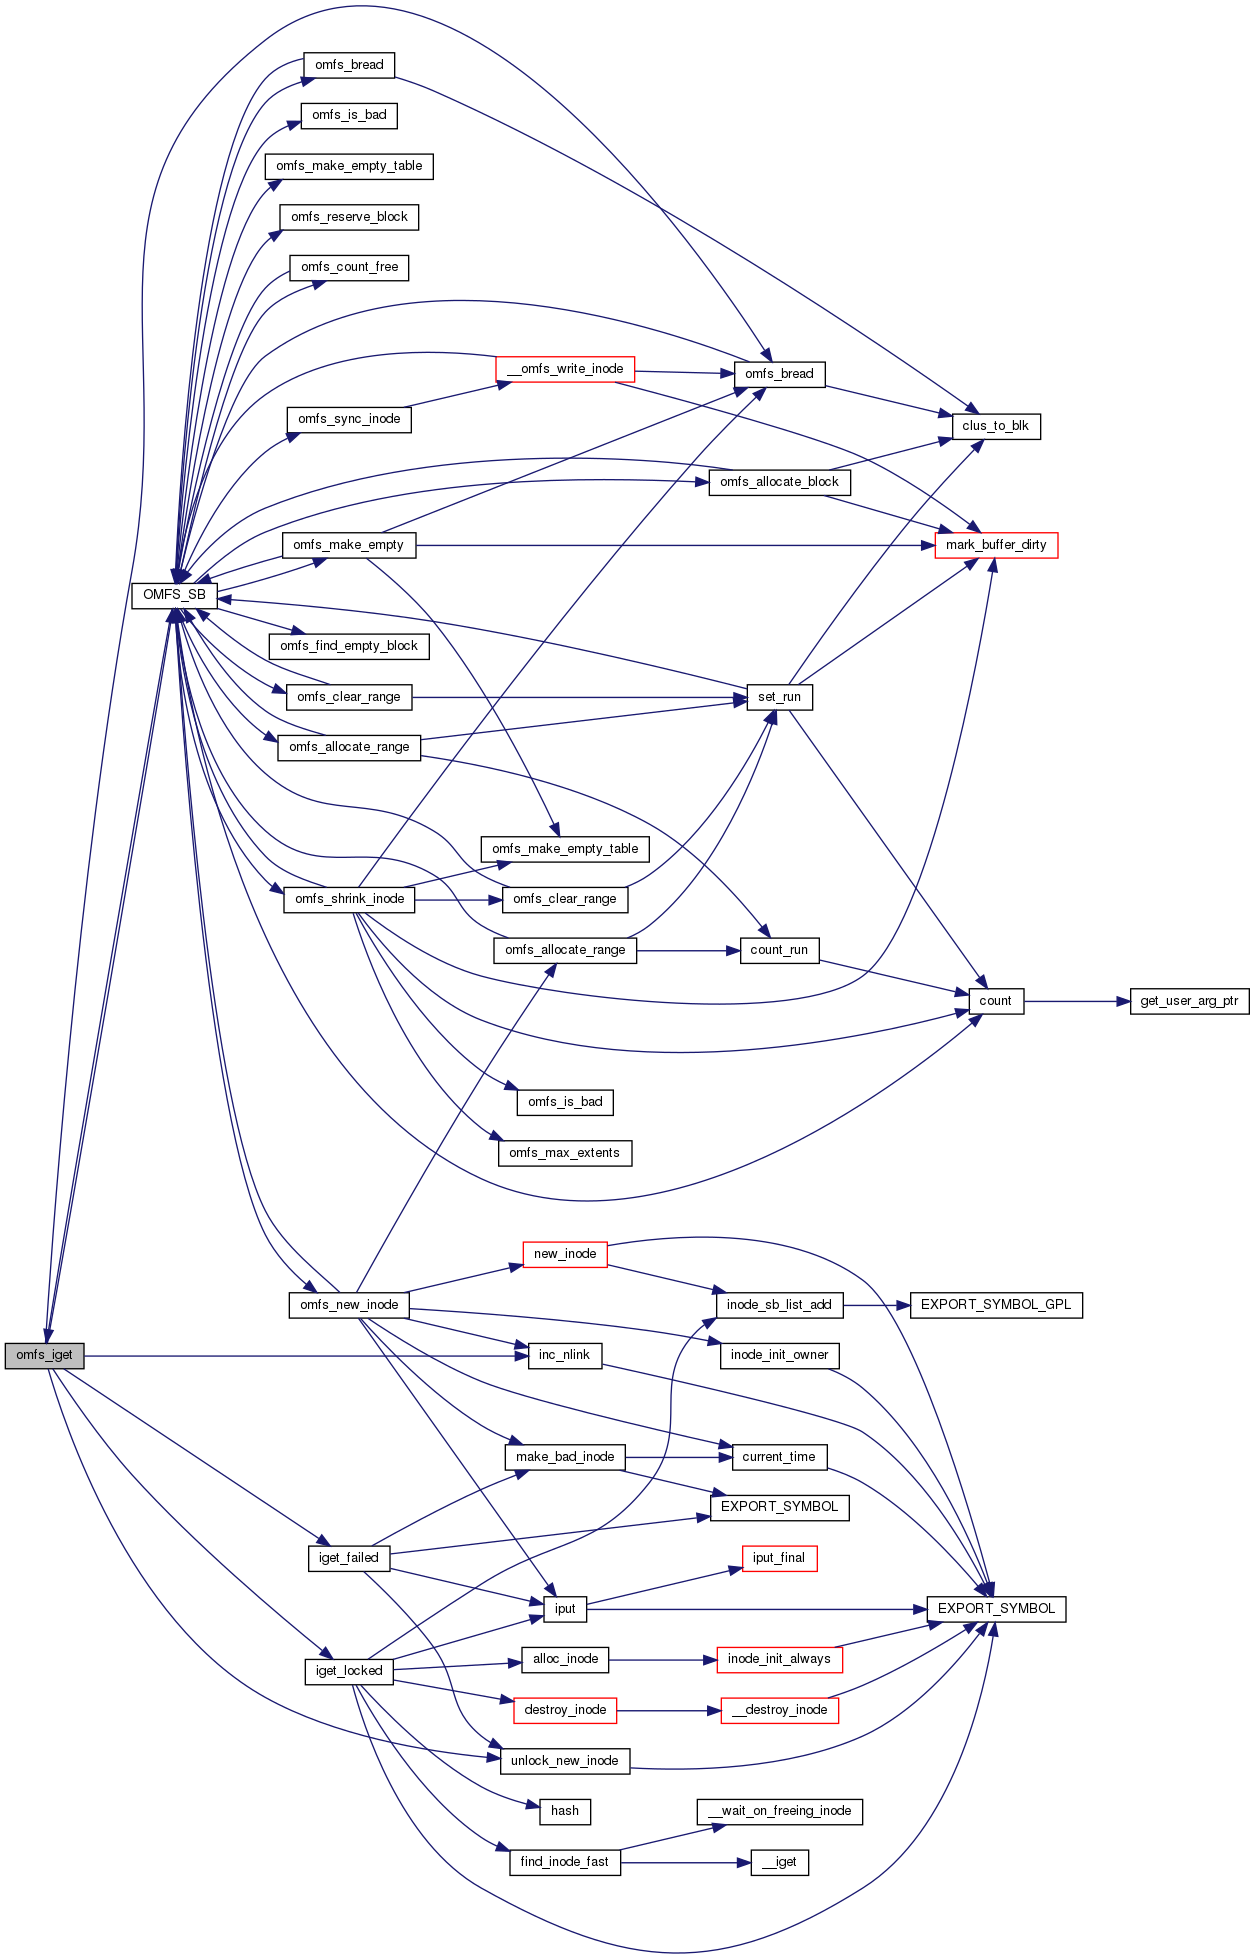 omfs_bread
omfs_is_bad
omfs_make_empty_table
omfs_reserve_block
omfs_count_free
__omfs_write_inode
omfs_bread
omfs_sync_inode
clus_to_blk
omfs_allocate_block
omfs_make_empty
mark_buffer_dirty
OMFS_SB
omfs_find_empty_block
omfs_clear_range
set_run
omfs_allocate_range
omfs_make_empty_table
omfs_shrink_inode
omfs_clear_range
omfs_allocate_range
count_run
count
get_user_arg_ptr
omfs_is_bad
omfs_max_extents
new_inode
omfs_new_inode
inode_sb_list_add
EXPORT_SYMBOL_GPL
omfs_iget
inc_nlink
inode_init_owner
make_bad_inode
current_time
EXPORT_SYMBOL
iget_failed
iput_final
iput
EXPORT_SYMBOL
alloc_inode
inode_init_always
iget_locked
destroy_inode
__destroy_inode
unlock_new_inode
hash
__wait_on_freeing_inode
find_inode_fast
__iget